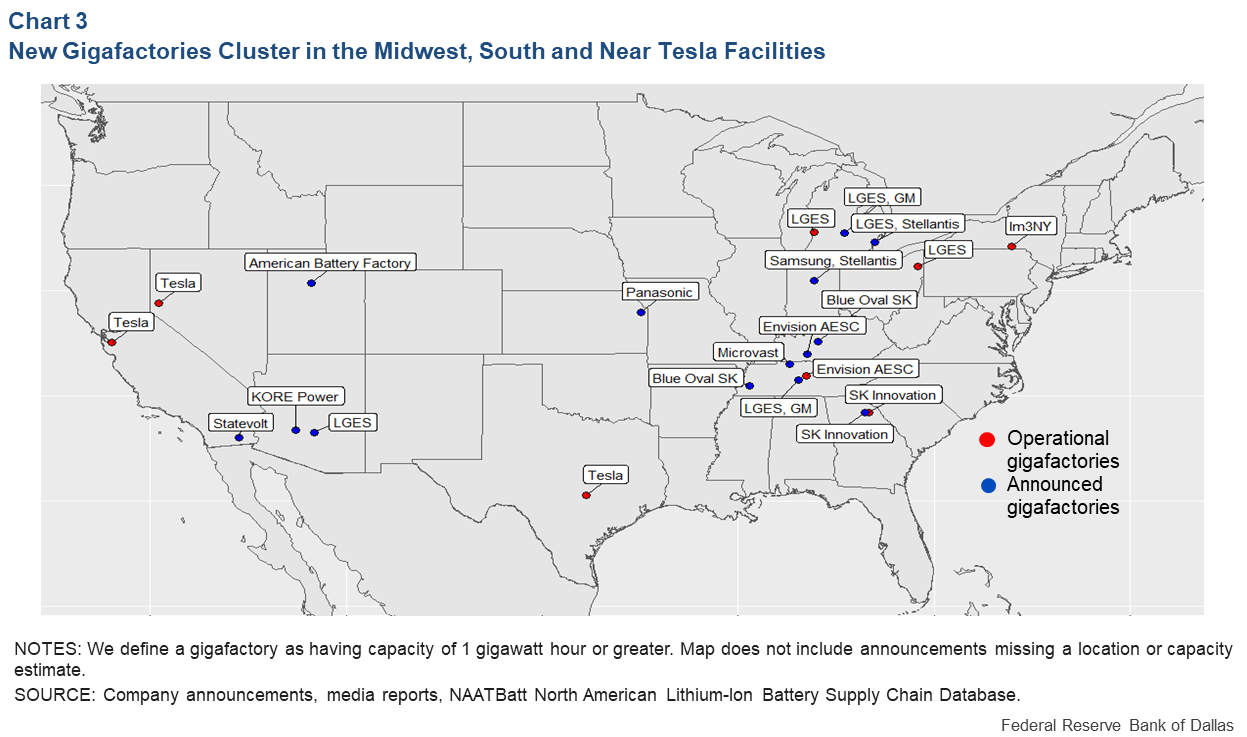 Chart 3
New Gigafactories Cluster in the Midwest, South and Near Tesla Facilities
LGES, GM
LGES
LGES, Stellantis
Im3NY
LGES
American Battery Factory
Samsung, Stellantis
Tesla
Panasonic
Blue Oval SK
Tesla
Envision AESC
Microvast
Envision AESC
Blue Oval SK
KORE Power
SK Innovation
LGES, GM
Statevolt
LGES
SK Innovation
Tesla
Operational
gigafactories
Announced
gigafactories
NOTES: We define a gigafactory as having capacity of 1 gigawatt hour or greater. Map does not include announcements missing a location or capacity
estimate.
SOURCE: Company announcements, media reports, NAATBatt North American Lithium-Ion Battery Supply Chain Database.
Federal Reserve Bank of Dallas